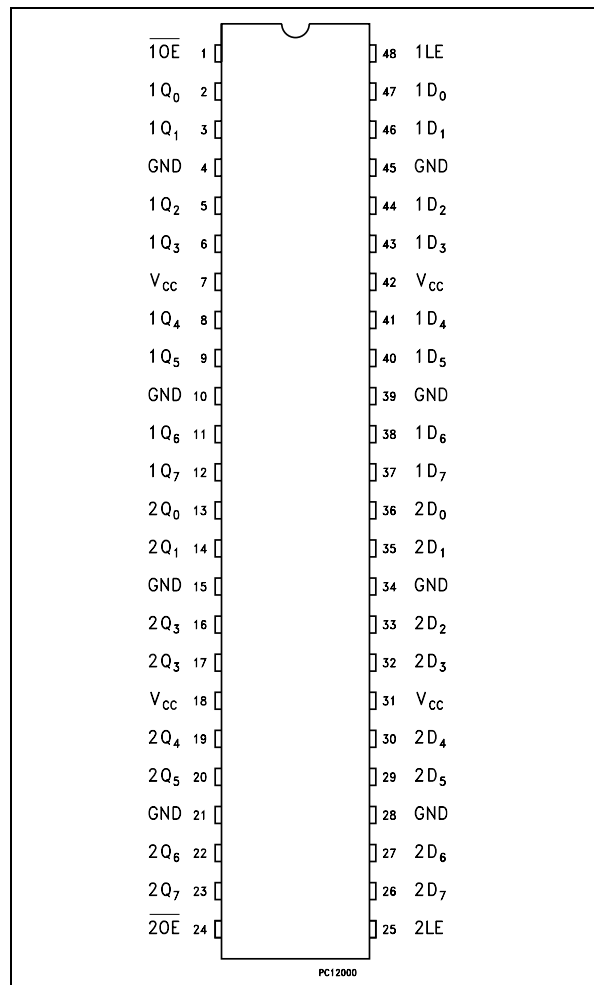 1OE 1 48 1LE
1Q0 2 47 1D0
1Q1 3 46 1D1
GND 4 45 GND
1Q2 5 44 1D2
1Q3 6 43 1D3
VCC 7 42 VCC
1Q4 8 41 1D4
1Q5 9 40 1D5
GND 10 39 GND
1Q6 11 38 1D6
1Q7 12 37 1D7
2Q0 13 36 2D0
2Q1 14 35 2D1
GND 15 34 GND
2Q3 16 33 2D2
2Q3 17 32 2D3
VCC 18 31 VCC
2Q4 19 30 2D4
2Q5 20 29 2D5
GND 21 28 GND
2Q6 22 27 2D6
2Q7 23 26 2D7
2OE 24 25 2LE
PC12000